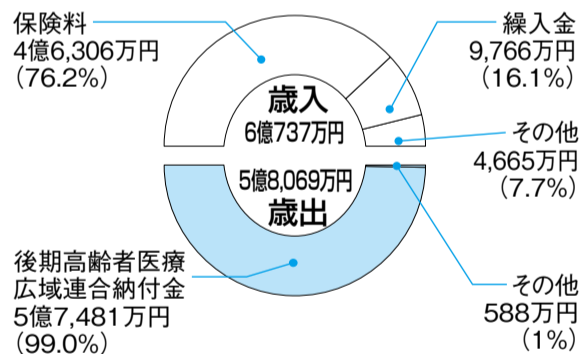 保険料
4億6,306万円
（76.2%）
繰入金
9,766万円
（16.1%）
その他
4,665万円
（7.7%）
歳入
6億737万円
5億8,069万円
歳出
後期高齢者医療
広域連合納付金
5億7,481万円
（99.0%）
その他
588万円
（1%）